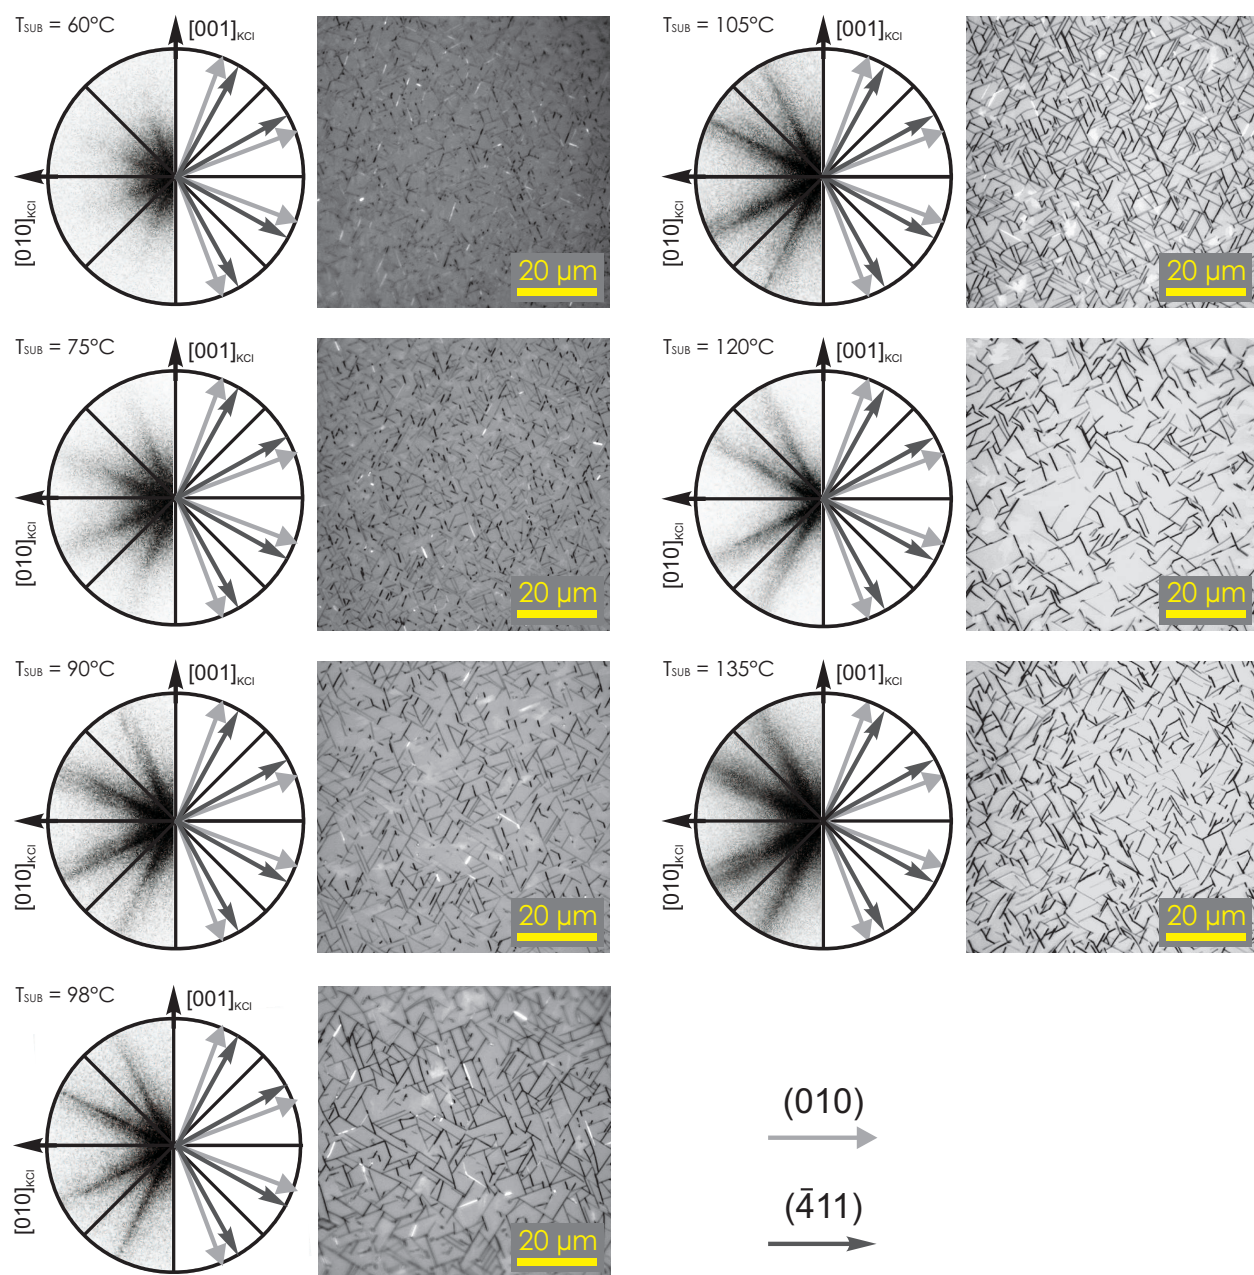 TSUB = 60°C
[001]KCl
[010]KCl
20 µm
TSUB = 105°C
[001]KCl
[010]KCl
20 µm
TSUB = 75°C
[001]KCl
[010]KCl
20 µm
TSUB = 120°C
[001]KCl
[010]KCl
20 µm
TSUB = 90°C
[001]KCl
[010]KCl
20 µm
TSUB = 135°C
[001]KCl
[010]KCl
20 µm
TSUB = 98°C
[001]KCl
[010]KCl
20 µm
(010)
(4̄11)